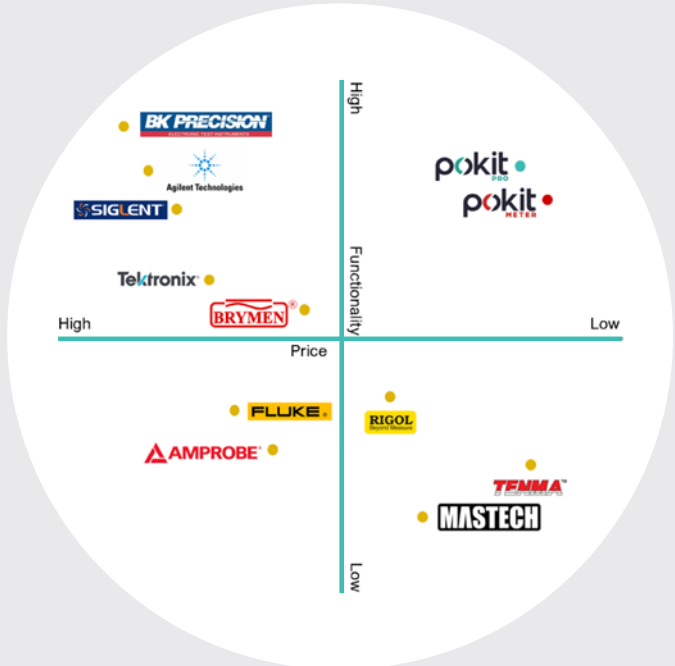 High
BK PRECISION
ELECTRONIC TEST INSTRUMENTS
Agilent Technologies
pokit
PRO
pokit
METER
SIGLENT
Functionality
Tektronix®
BRYMEN®
High
Low
Price
FLUKE®
RIGOL
Beyond Measure
AMPROBE®
TENMA™
MASTECH
Low